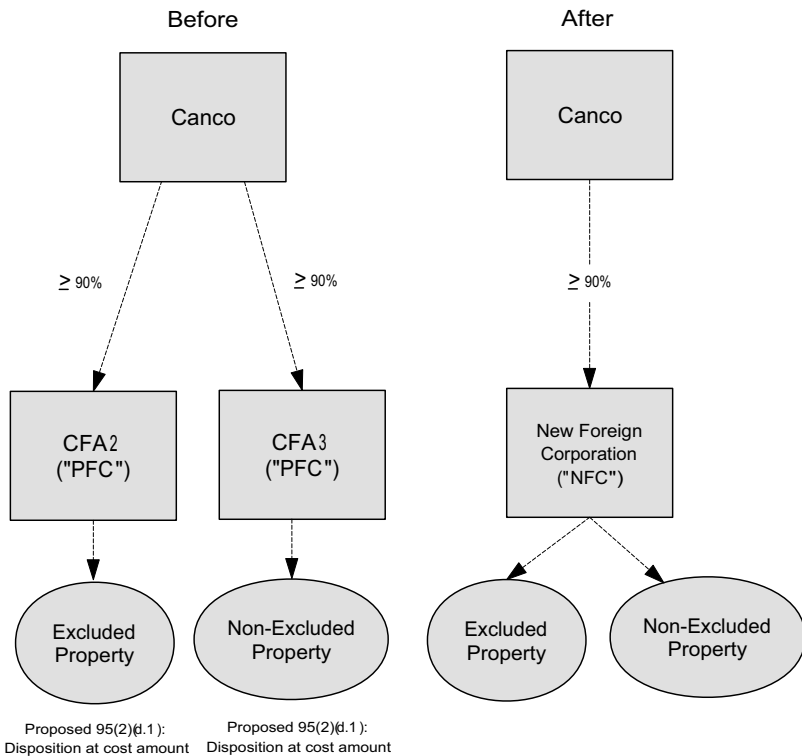 Before
After
Canco
Canco
≥ 90%
≥ 90%
≥ 90%
CFA2
("PFC")
CFA3
("PFC")
New Foreign
Corporation
("NFC")
Excluded
Property
Non-Excluded
Property
Excluded
Property
Non-Excluded
Property
Proposed 95(2)(d.1):
Disposition at cost amount
Proposed 95(2)(d.1):
Disposition at cost amount